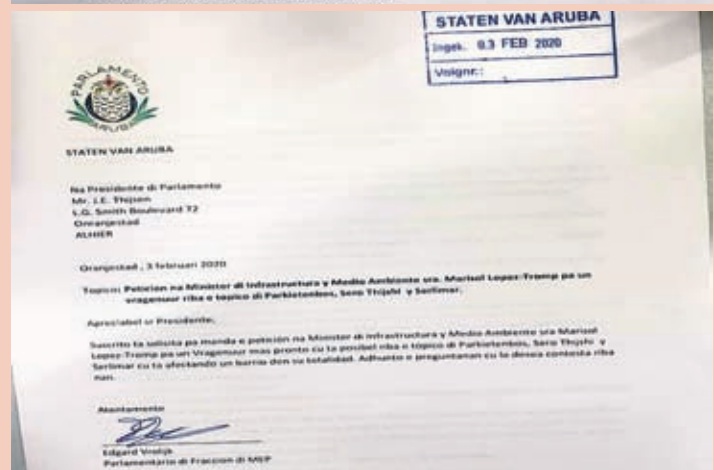 STATEN VAN ARUBA
Ingek. 03 FEB 2020
Volgnr.:
PARLAMENTO
ARUBA
STATEN VAN ARUBA
Na Presidente di Parlamento
Mr. J.E. Thijsen
L.G. Smith Boulevard 72
Oranjestad
ALHIER
Oranjestad, 3 februari 2020
Topico: Peticion na Minister di Infrastructura y Medio Ambiente sra. Marisol Lopez-Tromp pa un
vragenuur riba e topico di Parkietenbos, Sero Thijshi y Sarlimar.
Apreciabel sr Presidente,
Suscrito ta solicita pa manda e peticion na Minister di Infrastructura y Medio Ambiente sra Marisol
Lopez-Tromp pa un Vragenuur mas pronto cu ta posibel riba e topico di Parkietenbos, Sero Thijshi y
Sarlimar cu ta afectando un barrio den su totalidad. Adhunto e preguntanan cu lo desea contesta riba
nan.
Atentamente
Edgard Vrolijk
Parlamentario di Fraccion di MEP